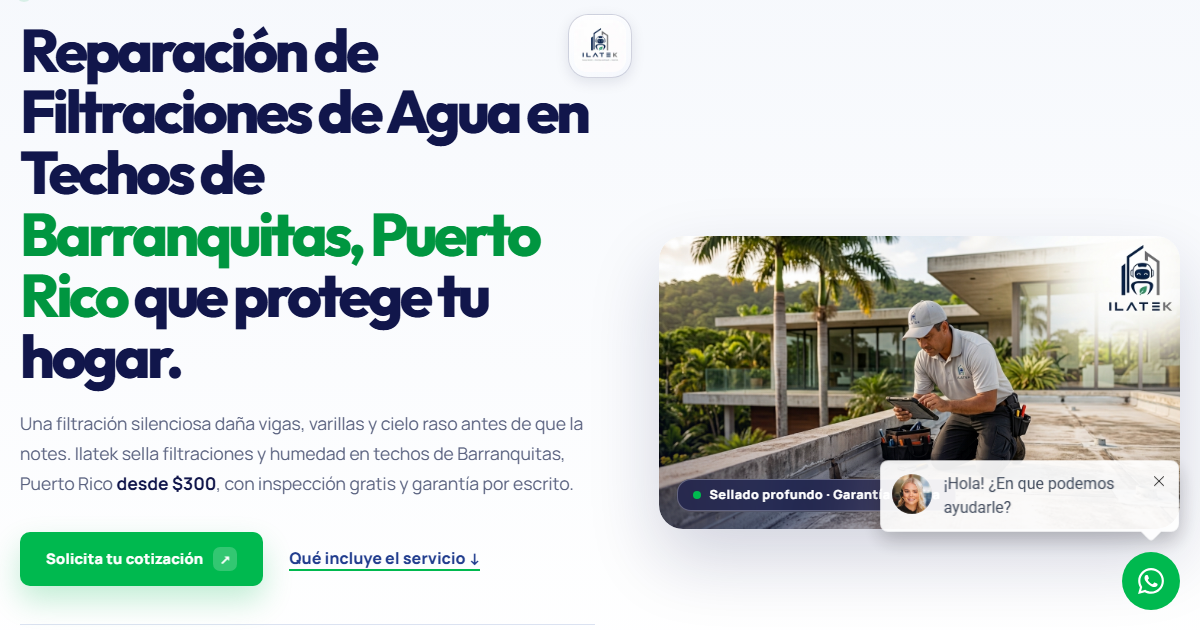 Reparación de
Filtraciones de Agua en
Techos de
Barranquitas, Puerto
Rico que protege tu
hogar.
Una filtración silenciosa daña vigas, varillas y cielo raso antes de que la
notes. Ilatek sella filtraciones y humedad en techos de Barranquitas,
Puerto Rico desde $300, con inspección gratis y garantía por escrito.
Solicita tu cotización ↗
Qué incluye el servicio ↓
ILATEK
ILATEK
Sellado profundo · Garantí
¡Hola! ¿En que podemos
ayudarle?